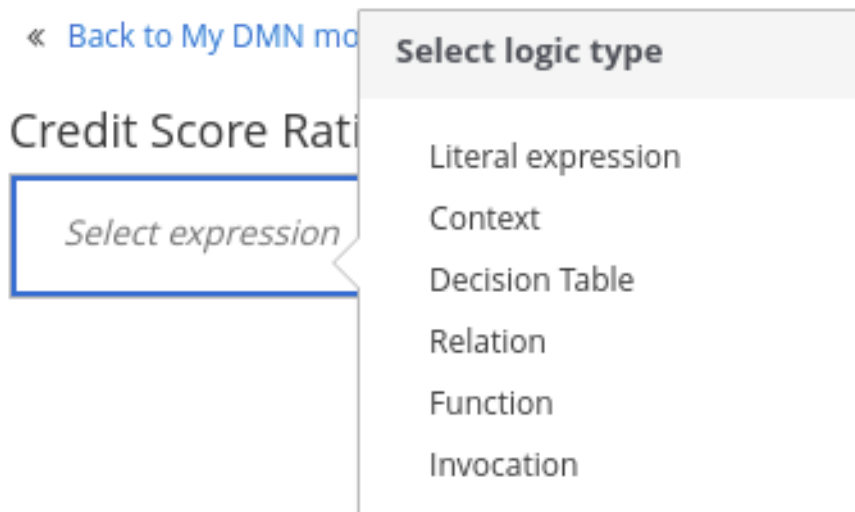 « Back to My DMN mo
Credit Score Rati
Select expression
Select logic type
Literal expression
Context
Decision Table
Relation
Function
Invocation